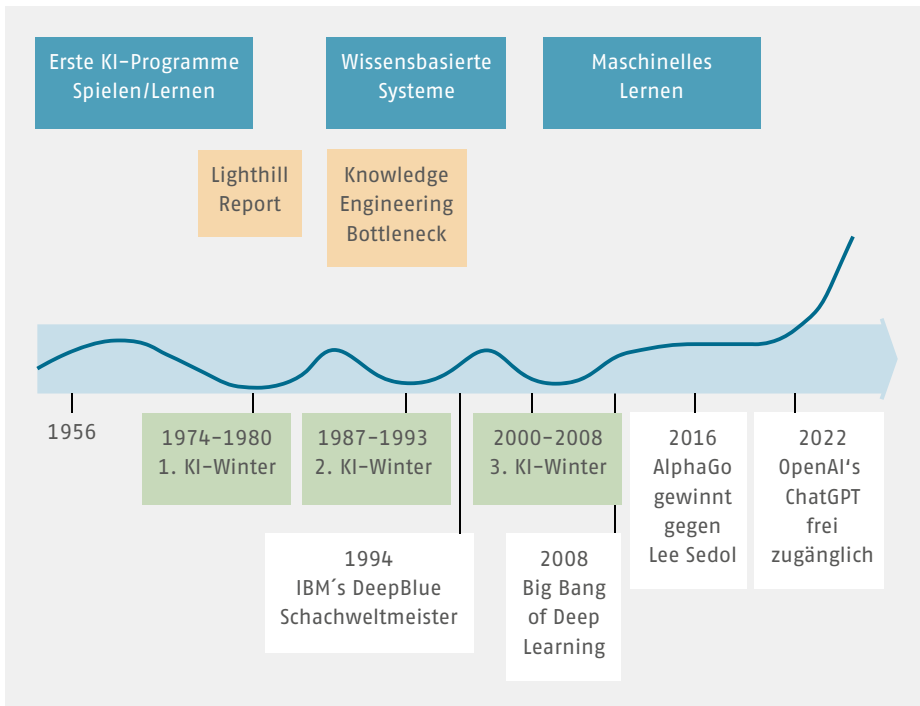 Erste KI-Programme
Spielen/Lernen
Wissensbasierte
Systeme
Maschinelles
Lernen
Lighthill
Report
Knowledge
Engineering
Bottleneck
1956
1974-1980
1. KI-Winter
1987-1993
2. KI-Winter
2000-2008
3. KI-Winter
2016
AlphaGo
gewinnt
gegen
Lee Sedol
2022
OpenAI‘s
ChatGPT
frei
zugänglich
1994
IBM´s DeepBlue
Schachweltmeister
2008
Big Bang
of Deep
Learning